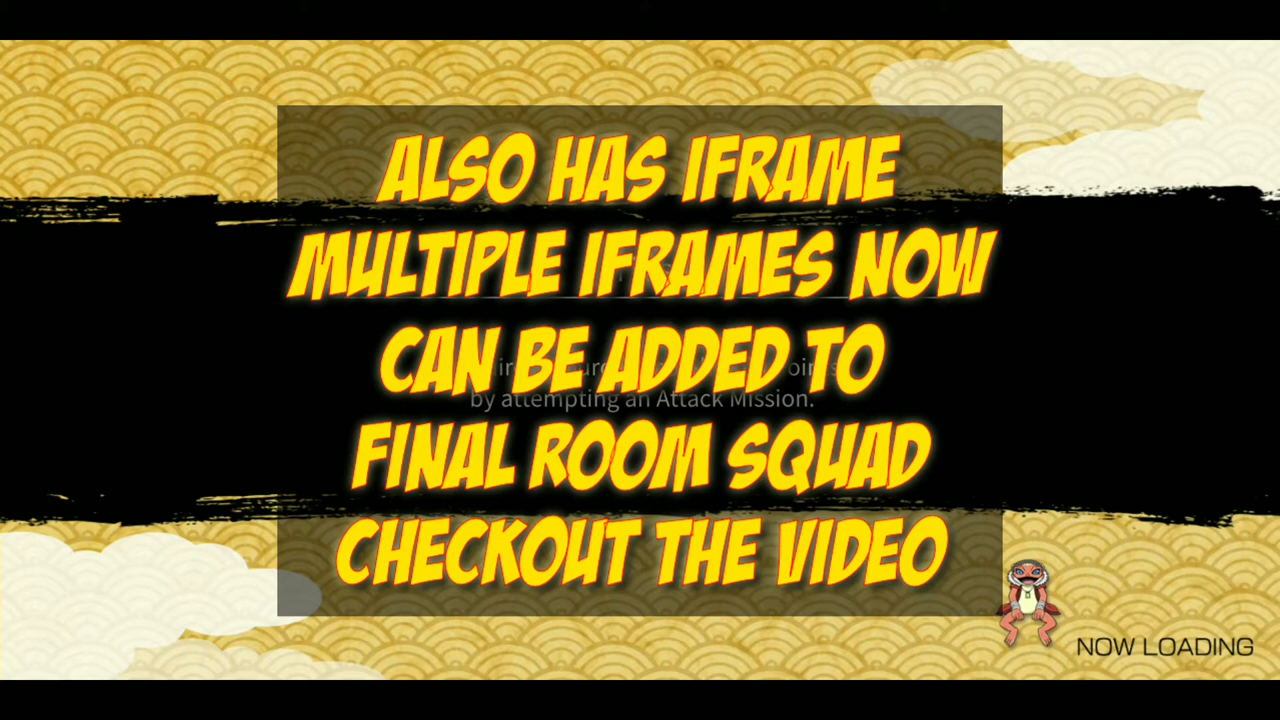 ALSO HAS IFRAME
MULTIPLE IFRAMES NOW
CAN BE ADDED TO
by attempting an Attack Mission.
FINAL ROOM SQUAD
CHECKOUT THE VIDEO
NOW LOADING